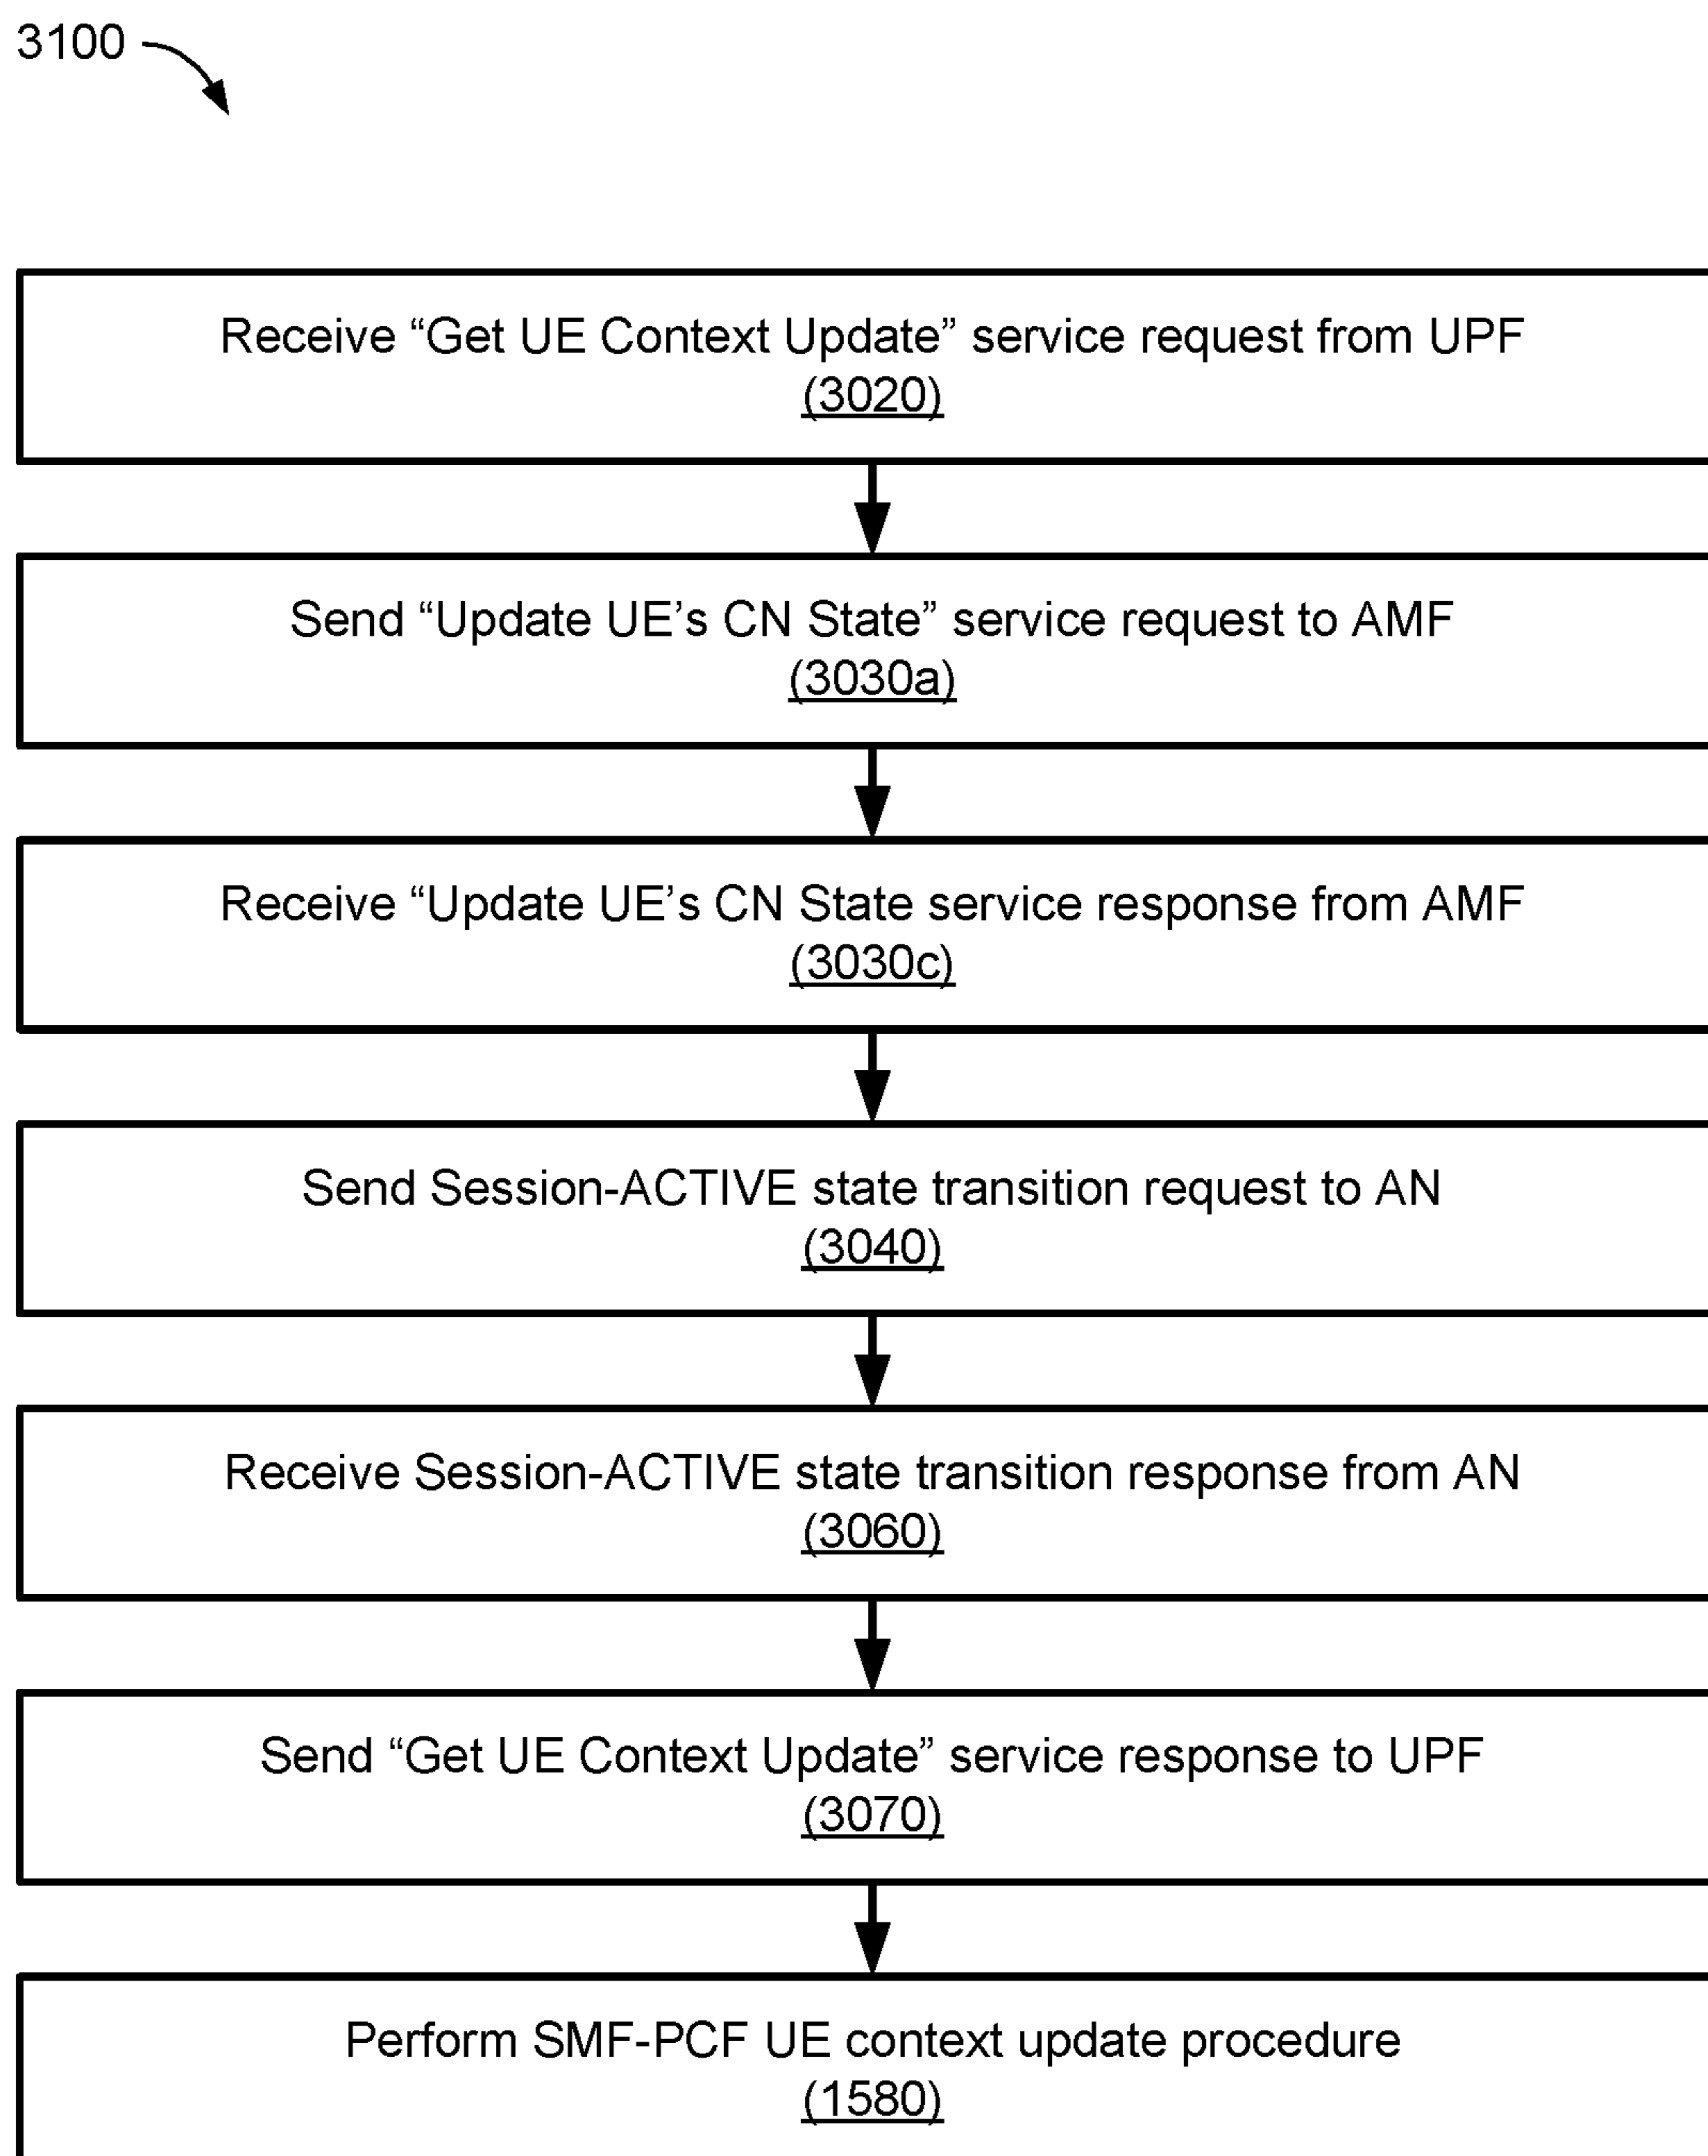 3100
Receive “Get UE Context Update” service request from UPF
(3020)
Send “Update UE’s CN State” service request to AMF
(3030a)
Receive “Update UE’s CN State service response from AMF
(3030c)
Send Session-ACTIVE state transition request to AN
(3040)
Receive Session-ACTIVE state transition response from AN
(3060)
Send “Get UE Context Update” service response to UPF
(3070)
Perform SMF-PCF UE context update procedure
(1580)